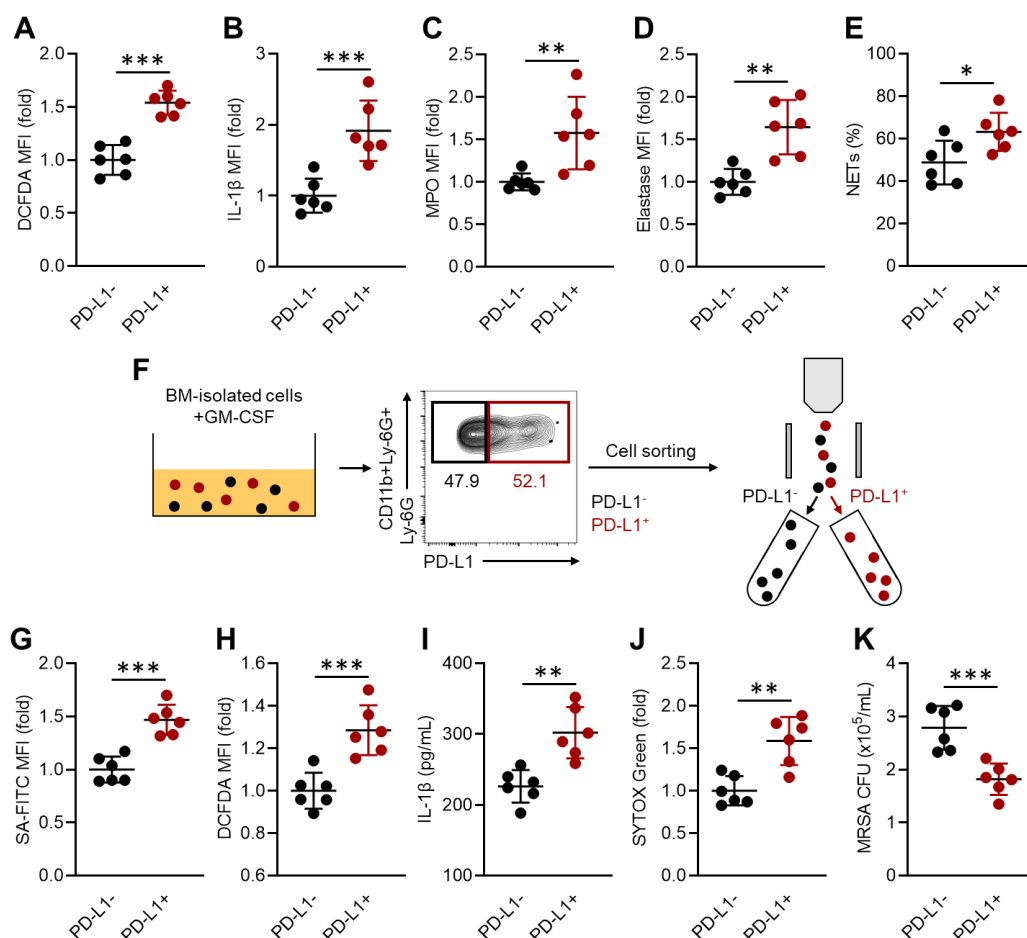 A
DCFDA MFI (fold)
2.0
1.5
1.0
0.5
0.0
***
PD-L1-
PD-L1+
B
IL-1β MFI (fold)
3
2
1
0
***
PD-L1-
PD-L1+
C
MPO MFI (fold)
2.5
2.0
1.5
1.0
0.5
0.0
**
PD-L1-
PD-L1+
D
Elastase MFI (fold)
2.5
2.0
1.5
1.0
0.5
0.0
**
PD-L1-
PD-L1+
E
NETs (%)
100
80
60
40
20
0
*
PD-L1-
PD-L1+
F
BM-isolated cells
+GM-CSF
CD11b+Ly-6G+
Ly-6G
47.9
52.1
PD-L1
Cell sorting
PD-L1⁻
PD-L1⁺
PD-L1⁻
PD-L1⁺
G
SA-FITC MFI (fold)
2.0
1.5
1.0
0.5
0.0
***
PD-L1-
PD-L1+
H
DCFDA MFI (fold)
1.6
1.4
1.2
1.0
0.8
0.6
***
PD-L1-
PD-L1+
I
IL-1β (pg/mL)
400
300
200
100
**
PD-L1-
PD-L1+
J
SYTOX Green (fold)
2.5
2.0
1.5
1.0
0.5
0.0
**
PD-L1-
PD-L1+
K
MRSA CFU (x10⁵/mL)
4
3
2
1
0
***
PD-L1-
PD-L1+